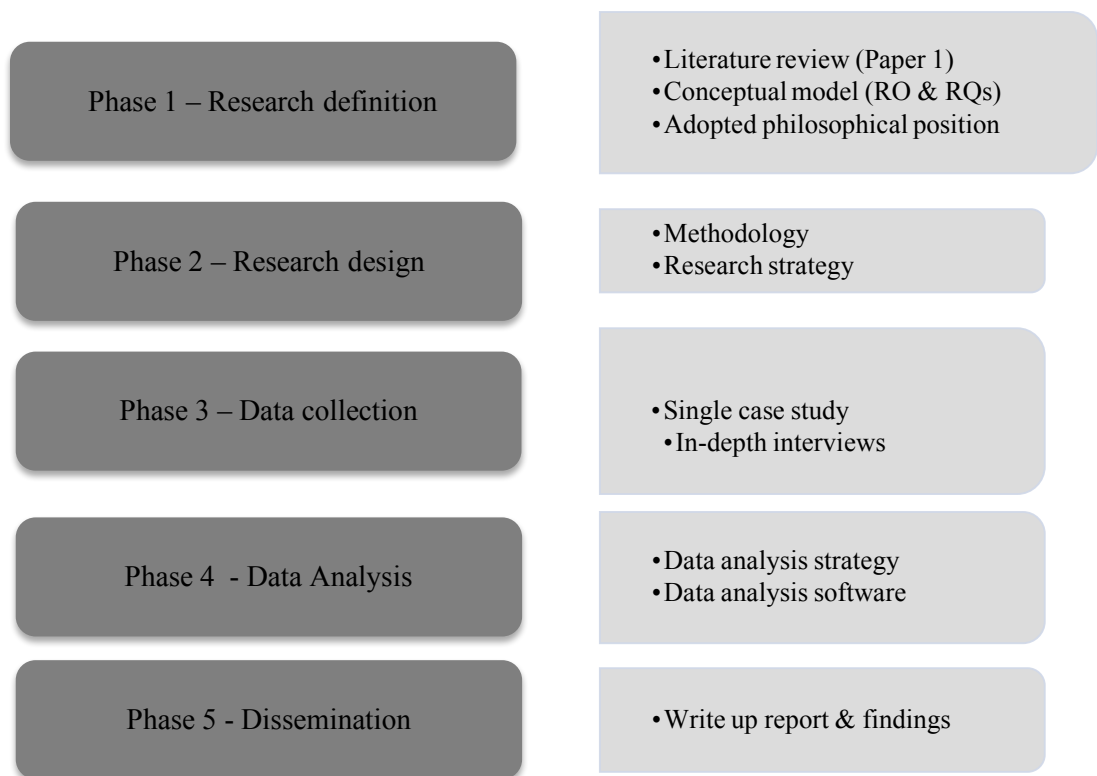 Phase 1 – Research definition
•Literature review (Paper 1)
•Conceptual model (RO & RQs)
•Adopted philosophical position
Phase 2 – Research design
•Methodology
•Research strategy
Phase 3 – Data collection
•Single case study
•In-depth interviews
Phase 4 - Data Analysis
•Data analysis strategy
•Data analysis software
Phase 5 - Dissemination
•Write up report & findings